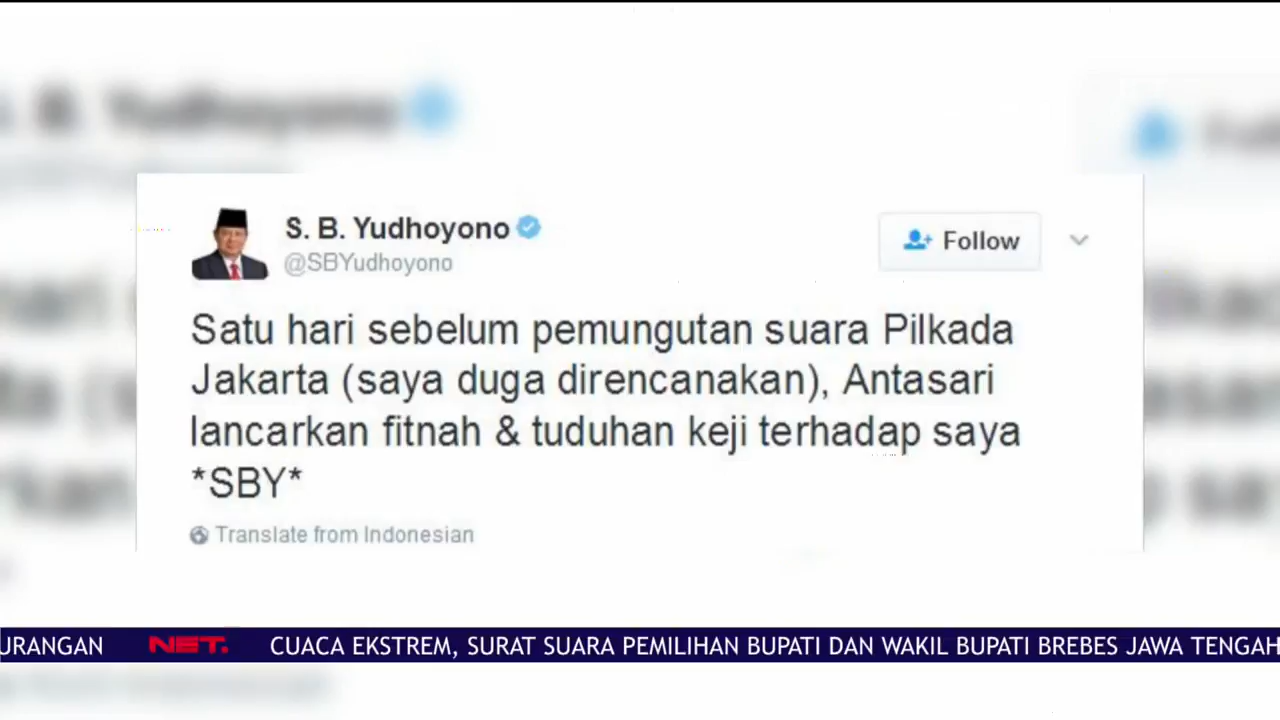 S. B. Yudhoyono
@SBYudhoyono
Follow
Satu hari sebelum pemungutan suara Pilkada
Jakarta (saya duga direncanakan), Antasari
lancarkan fitnah & tuduhan keji terhadap saya
*SBY*
Translate from Indonesian
URANGAN NET. CUACA EKSTREM, SURAT SUARA PEMILIHAN BUPATI DAN WAKIL BUPATI BREBES JAWA TENGAH